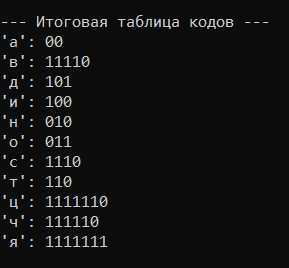 --- Итоговая таблица кодов ---
'а': 00
'в': 11110
'д': 101
'и': 100
'н': 010
'о': 011
'с': 1110
'т': 110
'ц': 1111110
'ч': 111110
'я': 1111111